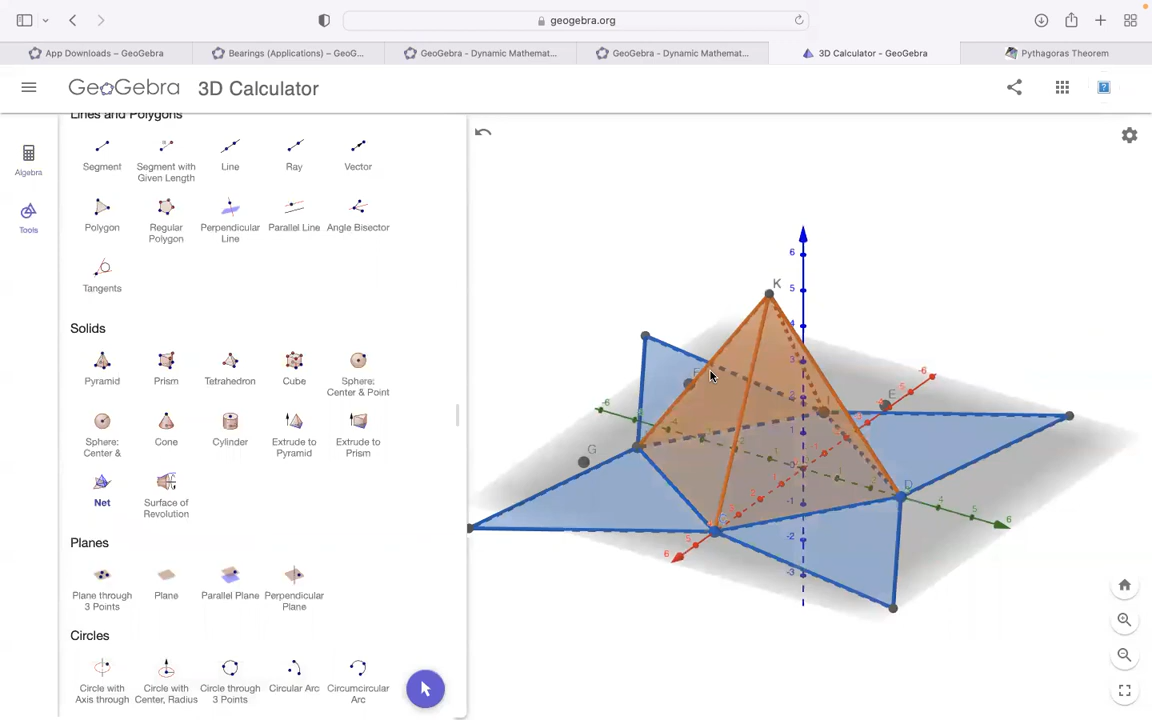 geogebra.org
App Downloads – GeoGebra
Bearings (Applications) – GeoG...
GeoGebra - Dynamic Mathemat...
GeoGebra - Dynamic Mathemat...
3D Calculator - GeoGebra
Pythagoras Theorem
GeoGebra 3D Calculator
Algebra
Tools
Lines and Polygons
Segment
Segment with Given Length
Line
Ray
Vector
Polygon
Regular Polygon
Perpendicular Line
Parallel Line
Angle Bisector
Tangents
Solids
Pyramid
Prism
Tetrahedron
Cube
Sphere: Center & Point
Sphere: Center &
Cone
Cylinder
Extrude to Pyramid
Extrude to Prism
Net
Surface of Revolution
Planes
Plane through 3 Points
Plane
Parallel Plane
Perpendicular Plane
Circles
Circle with Axis through
Circle with Center, Radius
Circle through 3 Points
Circular Arc
Circumcircular Arc
K
E
G
D
6
5
4
3
2
1
-1
-2
-3
-6
6
-6
4
5
6